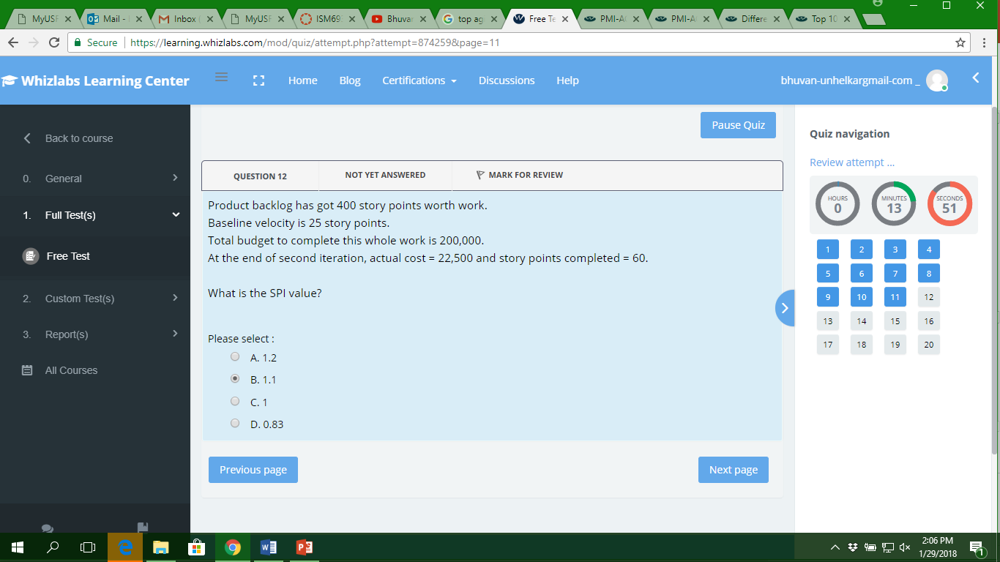 MyUSF
Mail -
Inbox (
MyUSF
ISM69
Bhuvan
top ag
Free Te
PMI-A
PMI-A
Differe
Top 10
Secure
https://learning.whizlabs.com/mod/quiz/attempt.php?attempt=874259&page=11
Whizlabs Learning Center
Home
Blog
Certifications
Discussions
Help
bhuvan-unhelkargmail-com _
Back to course
0. General
1. Full Test(s)
Free Test
2. Custom Test(s)
3. Report(s)
All Courses
Pause Quiz
QUESTION 12
NOT YET ANSWERED
MARK FOR REVIEW
Product backlog has got 400 story points worth work.
Baseline velocity is 25 story points.
Total budget to complete this whole work is 200,000.
At the end of second iteration, actual cost = 22,500 and story points completed = 60.
What is the SPI value?
Please select :
A. 1.2
B. 1.1
C. 1
D. 0.83
Previous page
Next page
Quiz navigation
Review attempt ...
HOURS
0
MINUTES
13
SECONDS
51
1 2 3 4
5 6 7 8
9 10 11 12
13 14 15 16
17 18 19 20
2:06 PM
1/29/2018
1